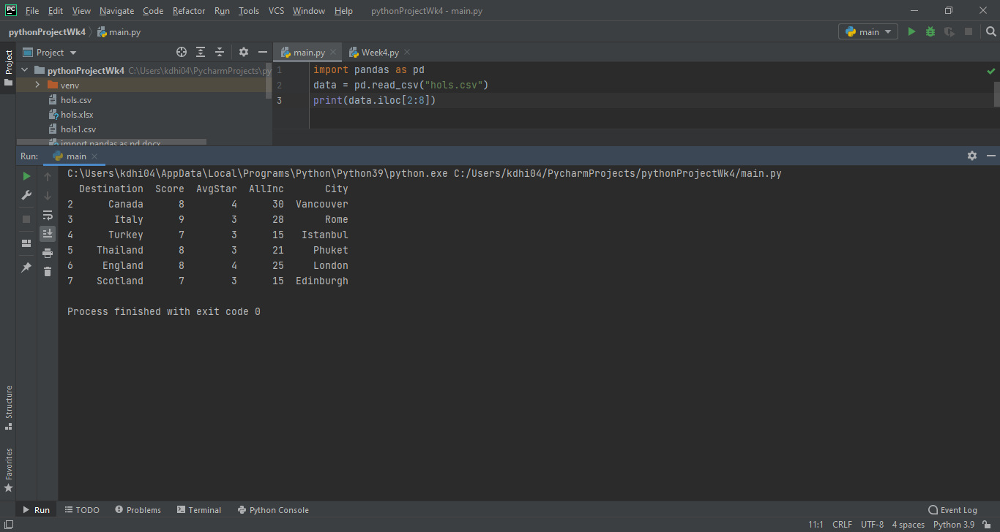 PC File Edit View Navigate Code Refactor Run Tools VCS Window Help pythonProjectWk4 - main.py
pythonProjectWk4 main.py main
Project
Project
main.py Week4.py
pythonProjectWk4 C:\Users\kdhi04\PycharmProjects\py
venv
hols.csv
hols.xlsx
hols1.csv
import pandas as pd.docx
1 import pandas as pd
2 data = pd.read_csv("hols.csv")
3 print(data.iloc[2:8])
Run: main
C:\Users\kdhi04\AppData\Local\Programs\Python\Python39\python.exe C:/Users/kdhi04/PycharmProjects/pythonProjectWk4/main.py
  Destination  Score  AvgStar  AllInc       City
2      Canada      8        4      30  Vancouver
3       Italy      9        3      28       Rome
4      Turkey      7        3      15   Istanbul
5    Thailand      8        3      21     Phuket
6     England      8        4      25     London
7    Scotland      7        3      15  Edinburgh
Process finished with exit code 0
Structure
Favorites
Run TODO Problems Terminal Python Console Event Log
11:1 CRLF UTF-8 4 spaces Python 3.9